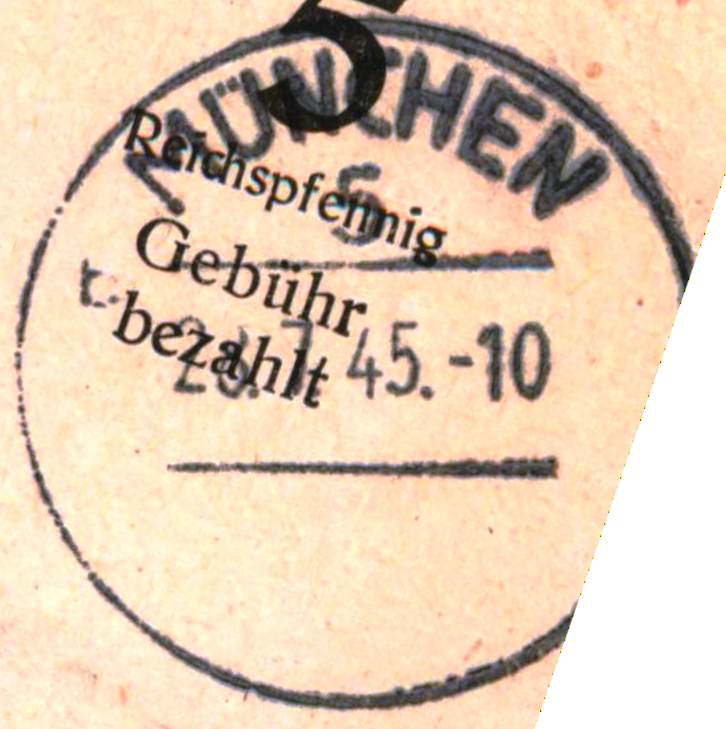 5
Reichspfennig
Gebühr
bezahlt
MÜNCHEN
45.-10